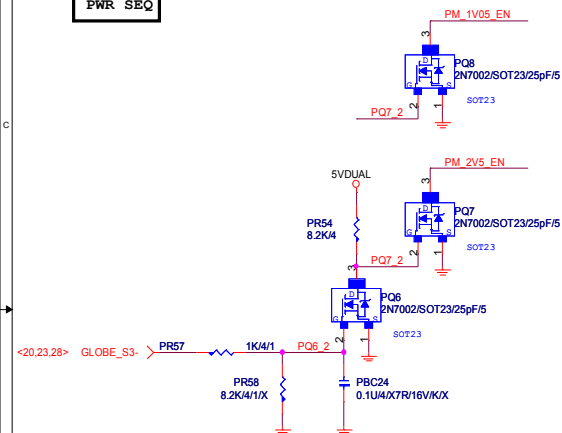 PWR SEQ
PM_1V05_EN
3
D
PQ8
2N7002/SOT23/25pF/5
G
S
SOT23
PQ7_2
2
1
C
PM_2V5_EN
5VDUAL
3
D
PQ7
2N7002/SOT23/25pF/5
PR54
8.2K/4
G
S
SOT23
2
1
PQ7_2
3
D
PQ6
2N7002/SOT23/25pF/5
G
S
SOT23
2
1
<20,23,28> GLOBE_S3- PR57 1K/4/1 PQ6_2
PR58
8.2K/4/1/X
PBC24
0.1U/4/X7R/16V/K/X